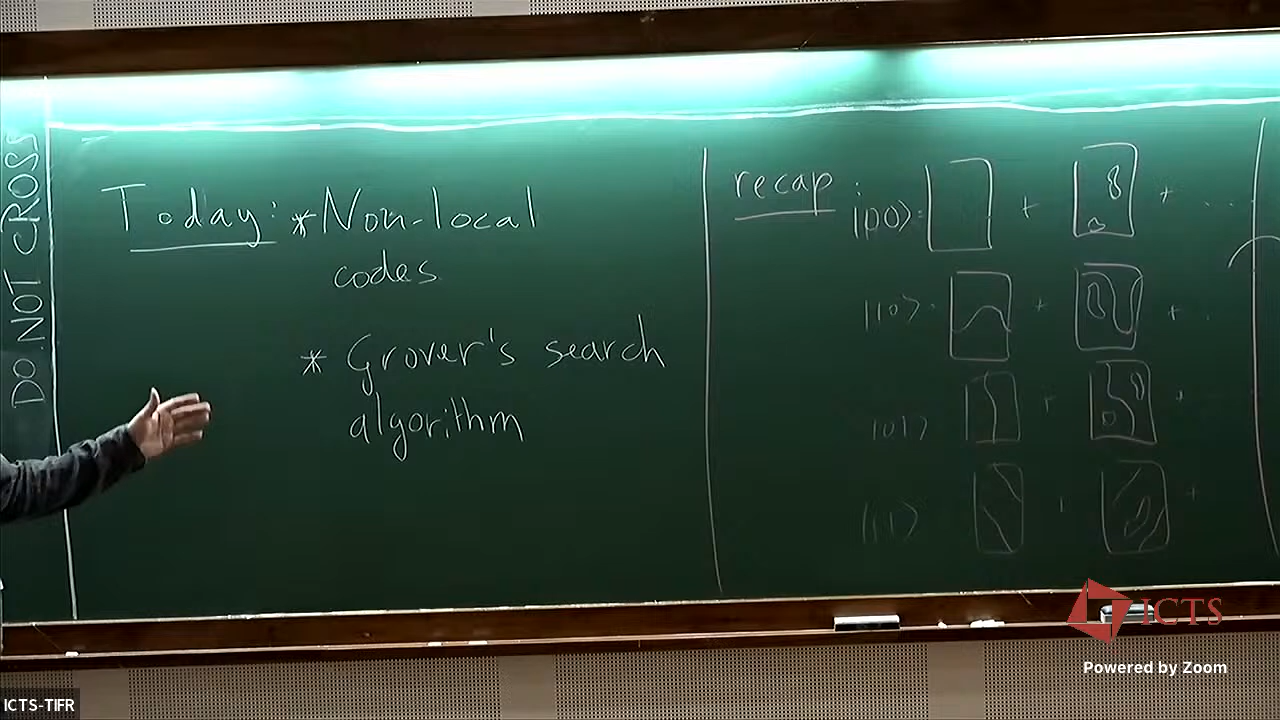 DO NOT CROSS
Today: * Non-local
codes
* Grover's search
algorithm
recap:
|00>: + + ....
|10>. + + .
|01> + +
|11> + +
ICTS
Powered by Zoom
ICTS-TIFR